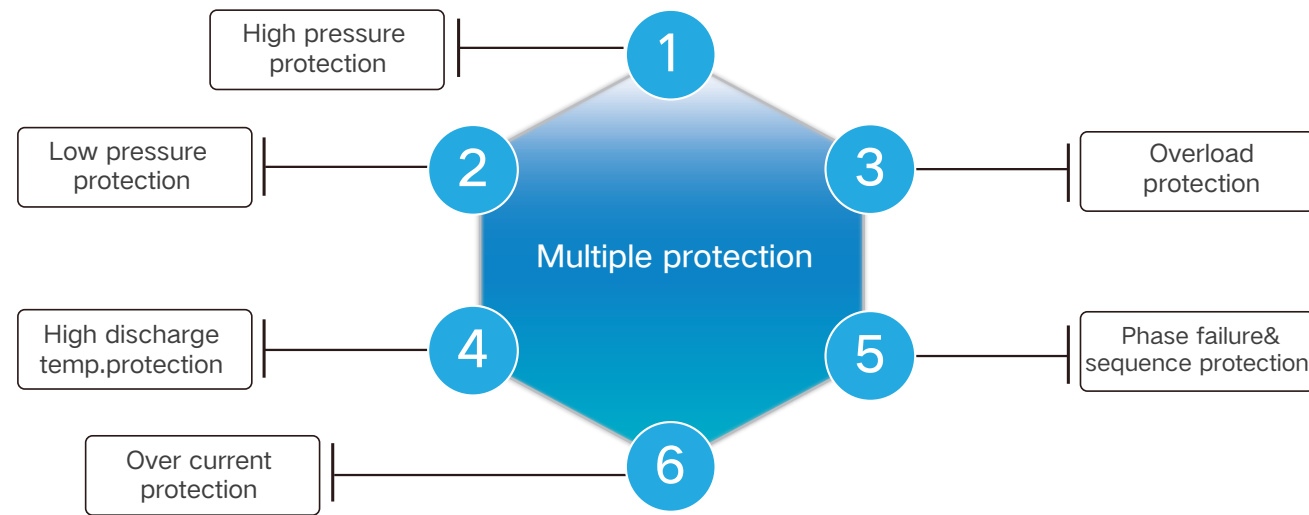 High pressure
protection
1
Low pressure
protection
2
3
Overload
protection
Multiple protection
High discharge
temp.protection
4
5
Phase failure&
sequence protection
Over current
protection
6